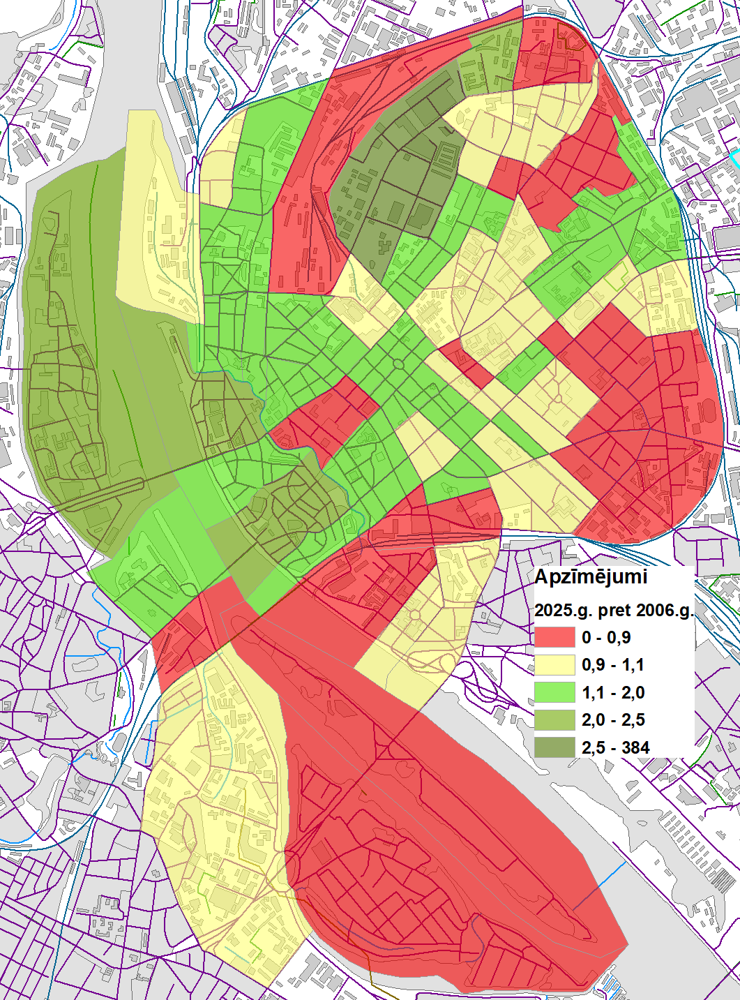 Apzīmējumi
2025.g. pret 2006.g.
0 - 0,9
0,9 - 1,1
1,1 - 2,0
2,0 - 2,5
2,5 - 384